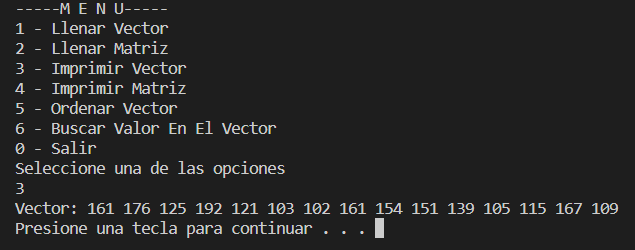 -----M E N U-----
1 - Llenar Vector
2 - Llenar Matriz
3 - Imprimir Vector
4 - Imprimir Matriz
5 - Ordenar Vector
6 - Buscar Valor En El Vector
0 - Salir
Seleccione una de las opciones
3
Vector: 161 176 125 192 121 103 102 161 154 151 139 105 115 167 109
Presione una tecla para continuar . . .